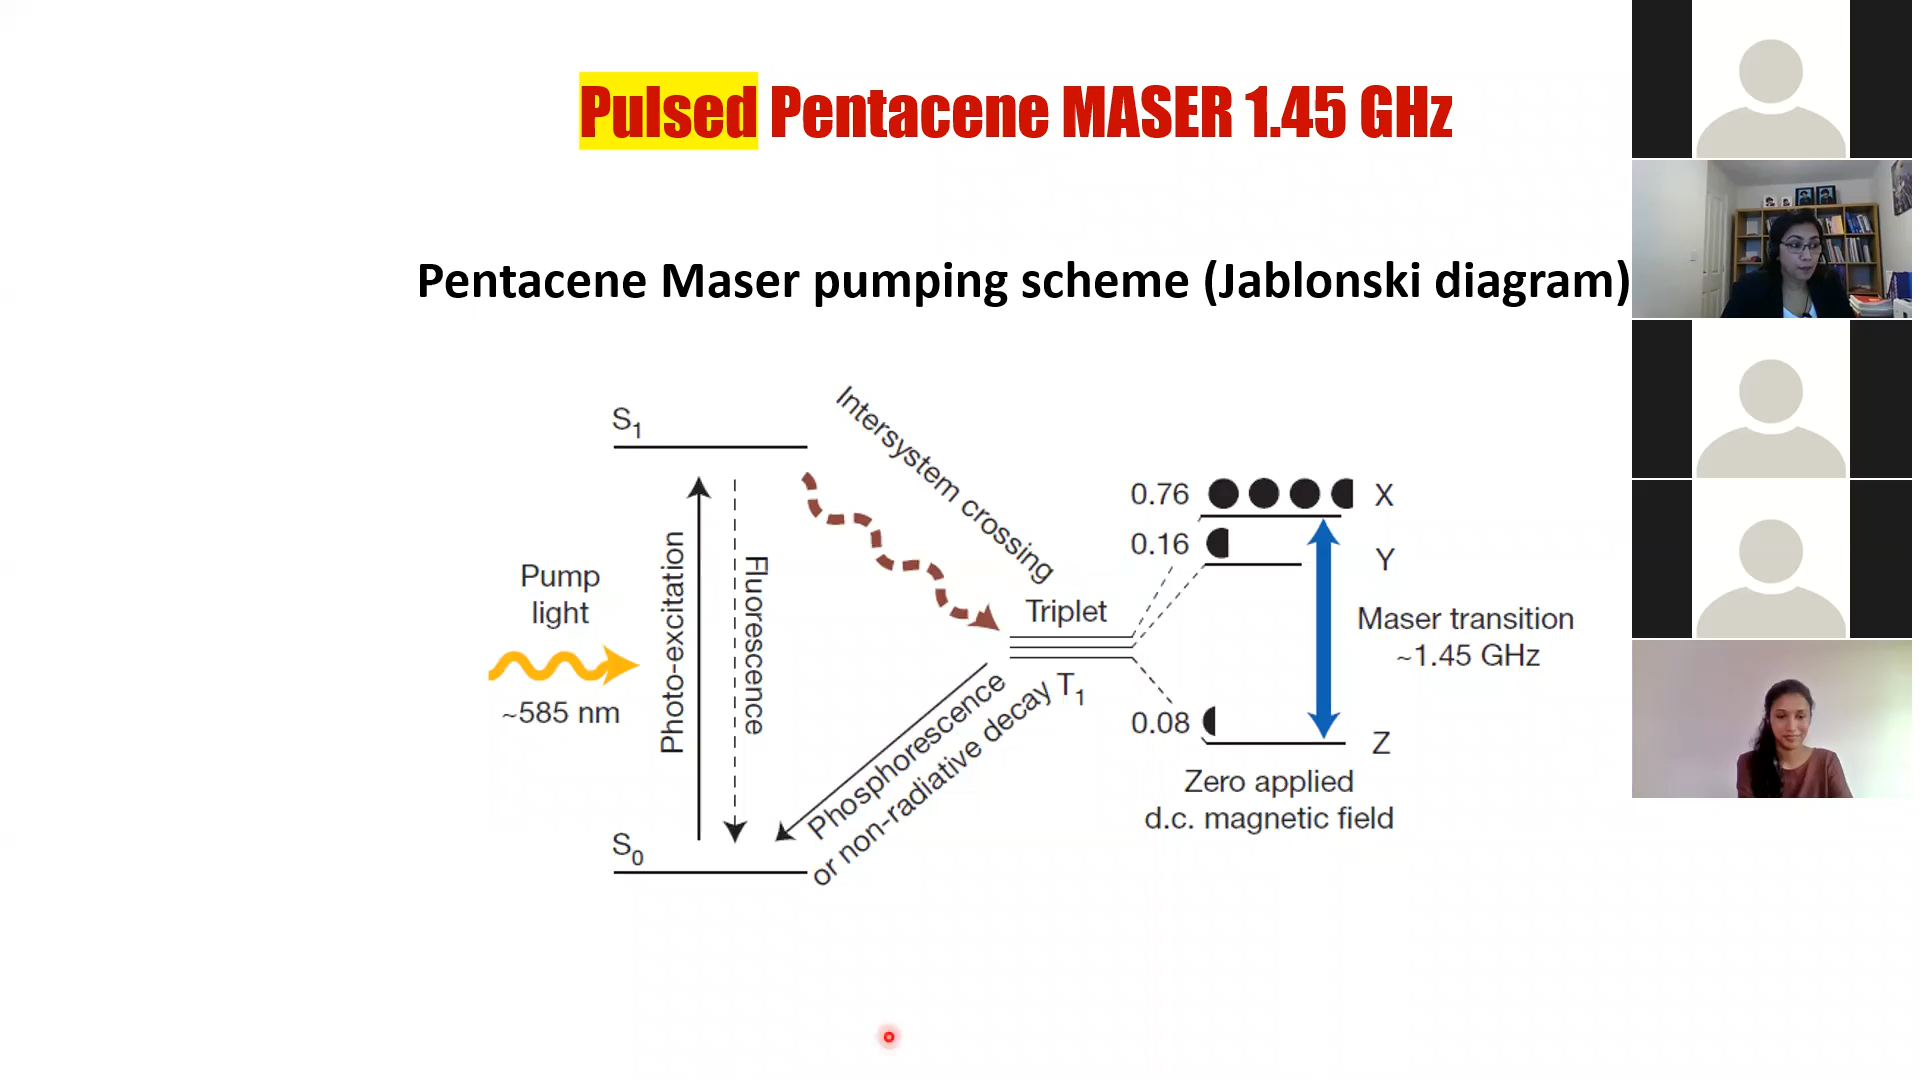 Pulsed Pentacene MASER 1.45 GHz
Pentacene Maser pumping scheme (Jablonski diagram)
S1
Intersystem crossing
Pump
light
~585 nm
Photo-excitation
Fluorescence
Triplet
T1
Phosphorescence
or non-radiative decay
S0
0.76
X
0.16
Y
Maser transition
~1.45 GHz
0.08
Z
Zero applied
d.c. magnetic field